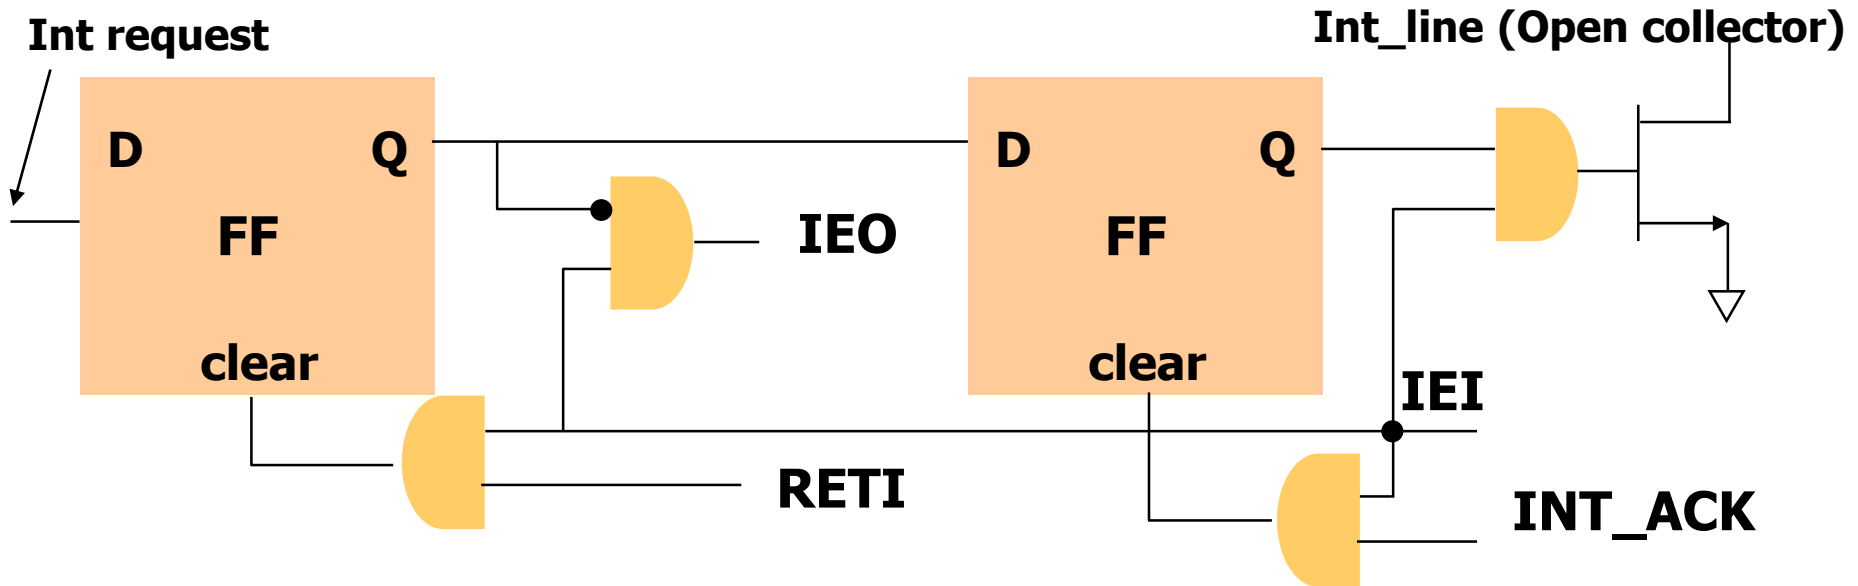 Int request
Int_line (Open collector)
D
Q
FF
clear
IEO
D
Q
FF
clear
IEI
RETI
INT_ACK